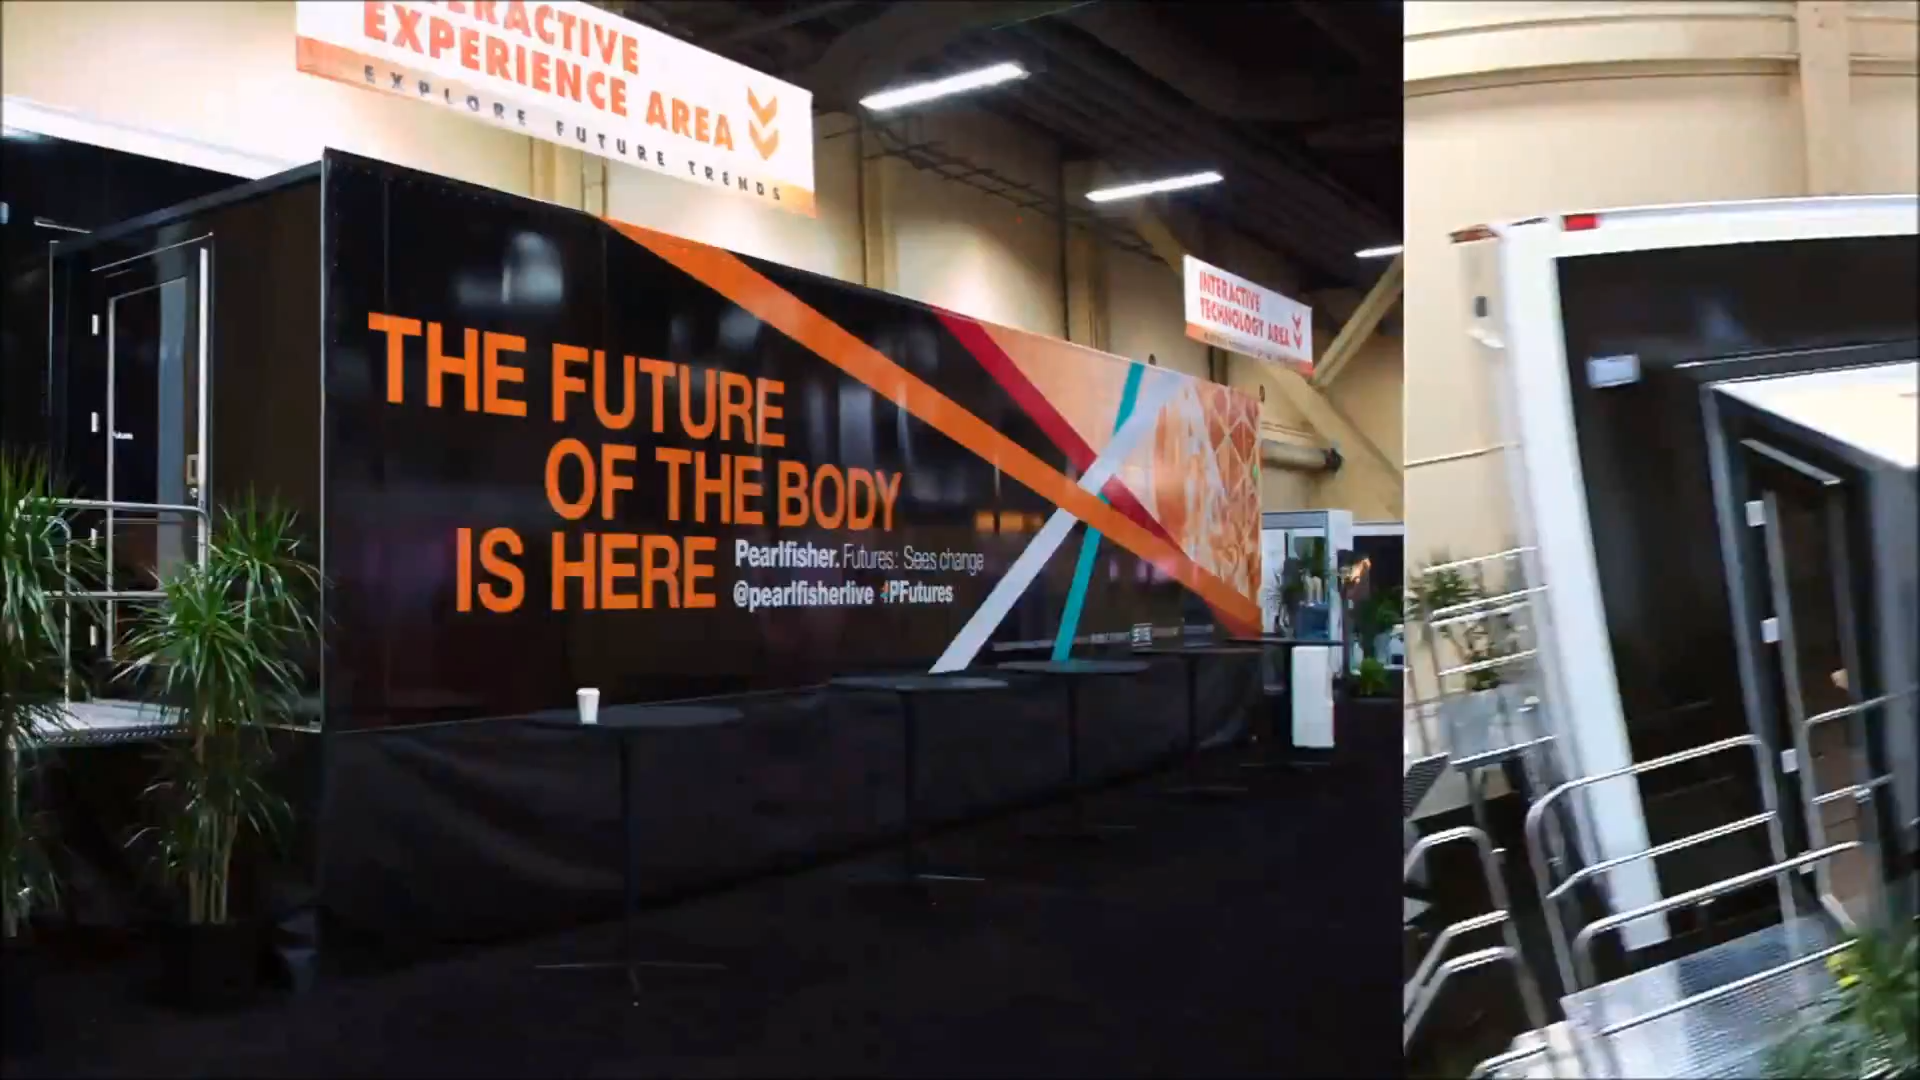 EXPERIENCE AREA
EXPLORE FUTURE TRENDS
INTERACTIVE
TECHNOLOGY AREA
THE FUTURE
OF THE BODY
IS HERE
Pearlfisher. Futures: Sees change
@pearlfisherlive #PFutures